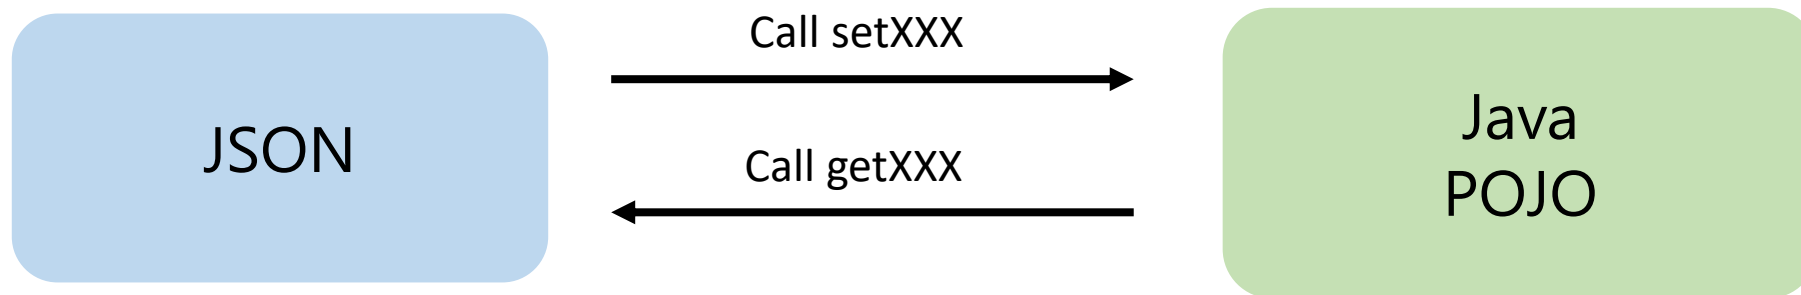 JSON
Call setXXX
Call getXXX
Java
POJO